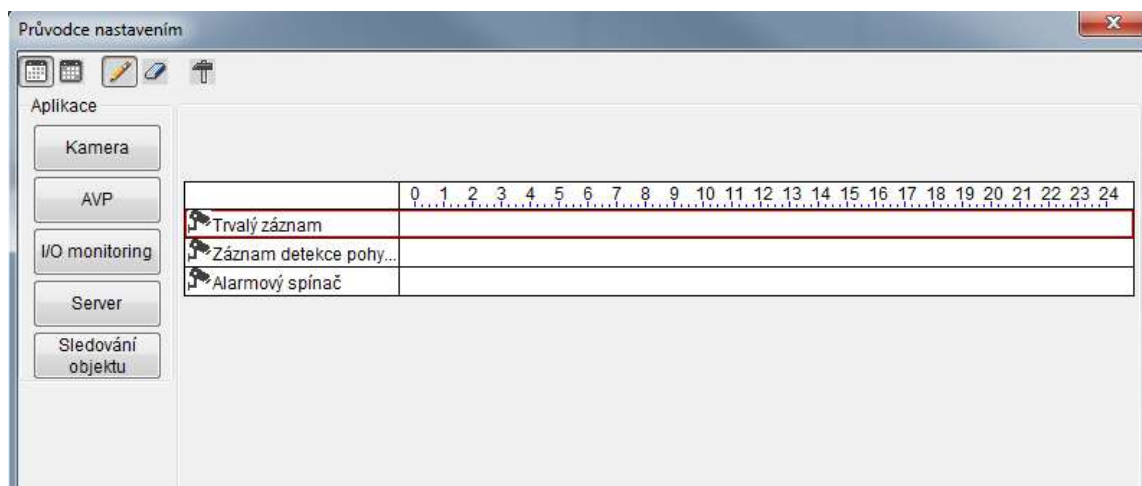 Průvodce nastavením
Aplikace
Kamera
AVP
I/O monitoring
Server
Sledování
objektu
0 1 2 3 4 5 6 7 8 9 10 11 12 13 14 15 16 17 18 19 20 21 22 23 24
Trvalý záznam
Záznam detekce pohy...
Alarmový spínač